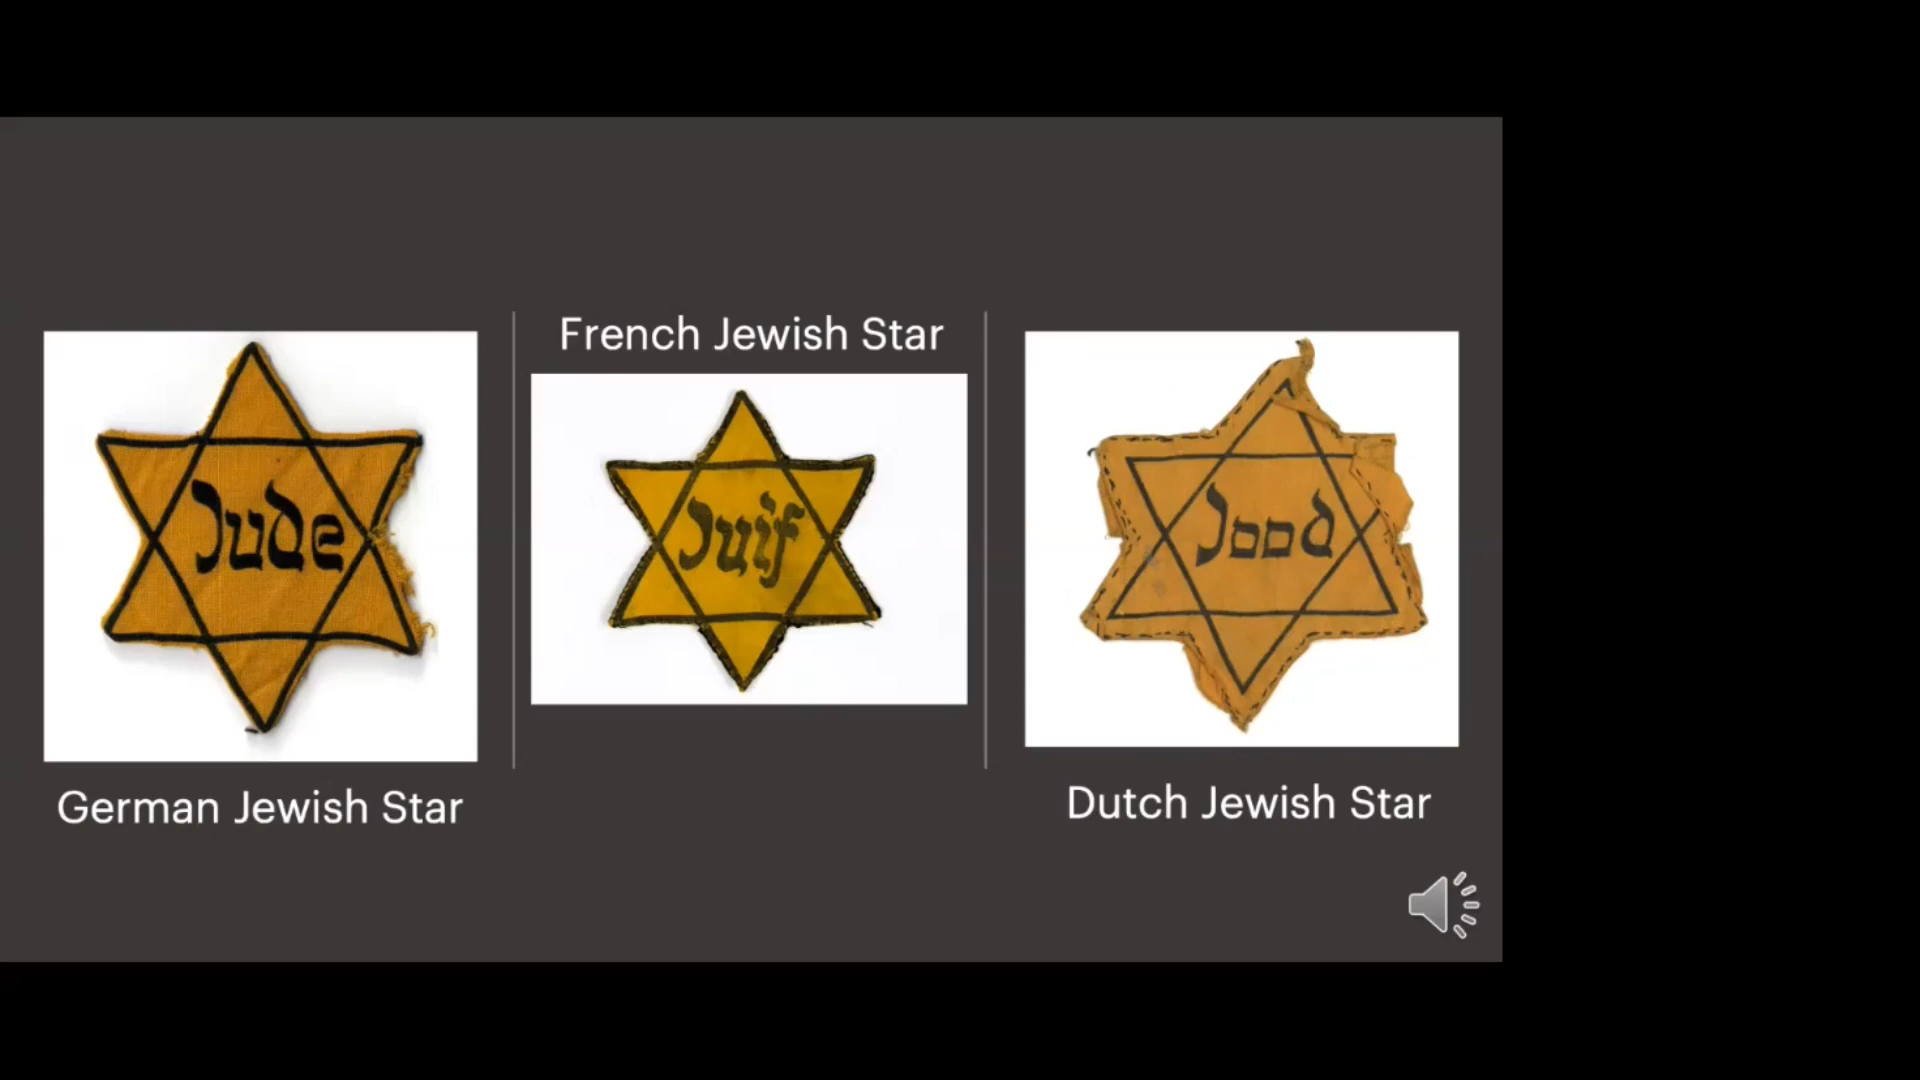 Jude
German Jewish Star
French Jewish Star
Juif
Jood
Dutch Jewish Star